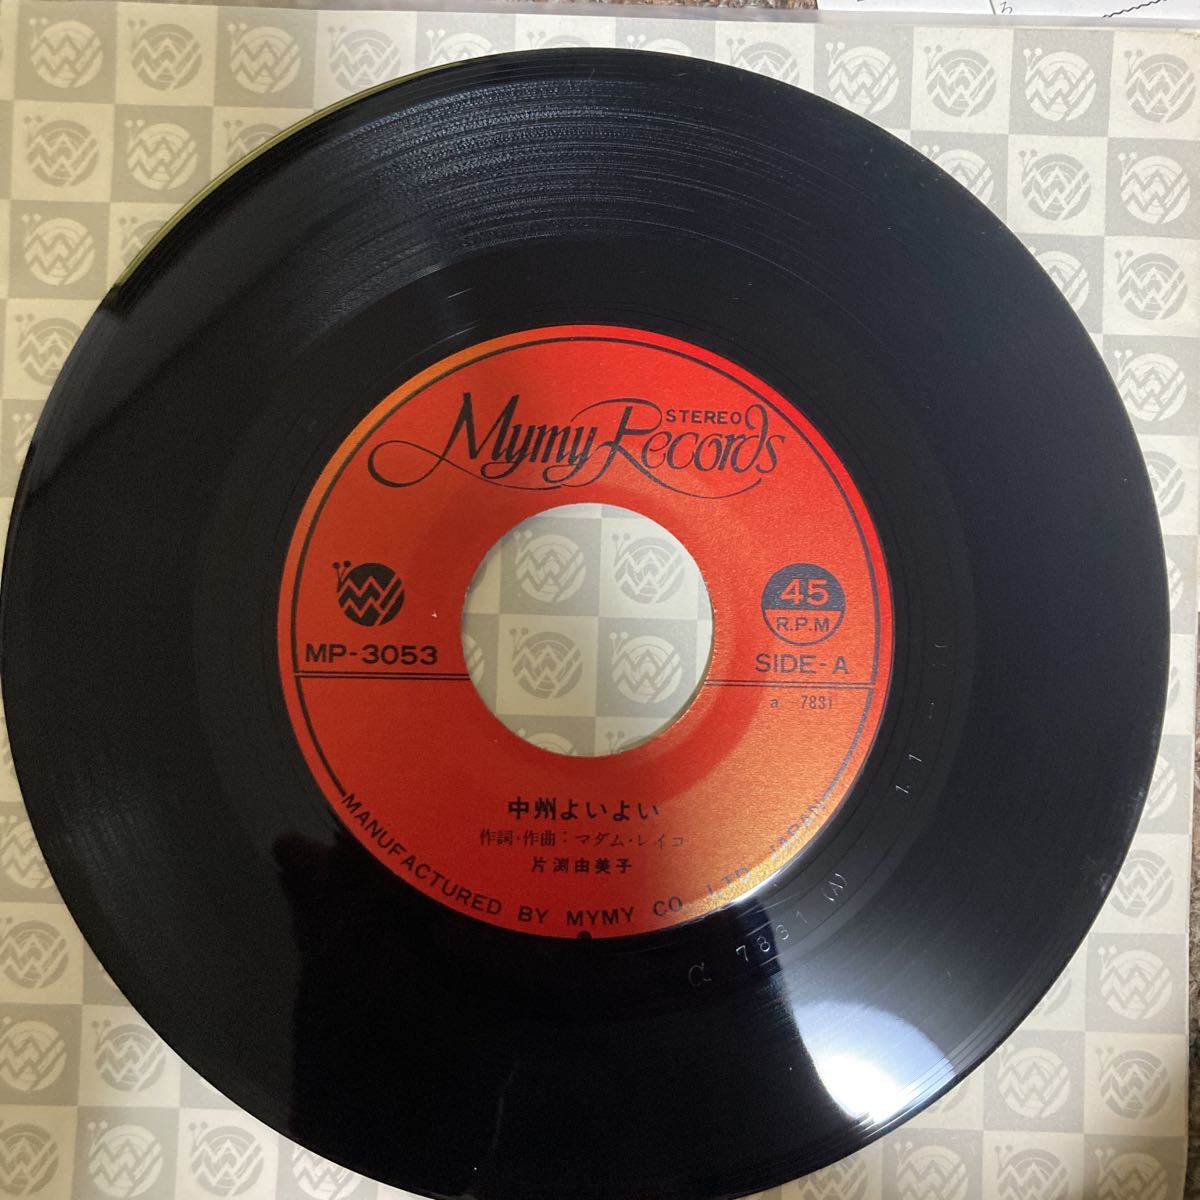 STEREO
Mymy Records
45
R.P.M
MP-3053
SIDE-A
a 7831
中州よいよい
作詞・作曲:マダム・レイコ
片渕由美子
MANUFACTURED BY MYMY CO. LTD. JAPAN